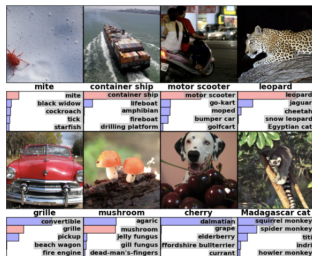 mite
container ship
motor scooter
leopard
mite
black widow
cockroach
tick
starfish
container ship
lifeboat
amphibian
fireboat
drilling platform
motor scooter
go-kart
moped
bumper car
golfcart
leopard
jaguar
cheetah
snow leopard
Egyptian cat
grille
mushroom
cherry
Madagascar cat
convertible
grille
pickup
beach wagon
fire engine
agaric
mushroom
jelly fungus
gill fungus
dead-man's-fingers
dalmatian
grape
elderberry
ffordshire bullterrier
currant
squirrel monkey
spider monkey
titi
indri
howler monkey